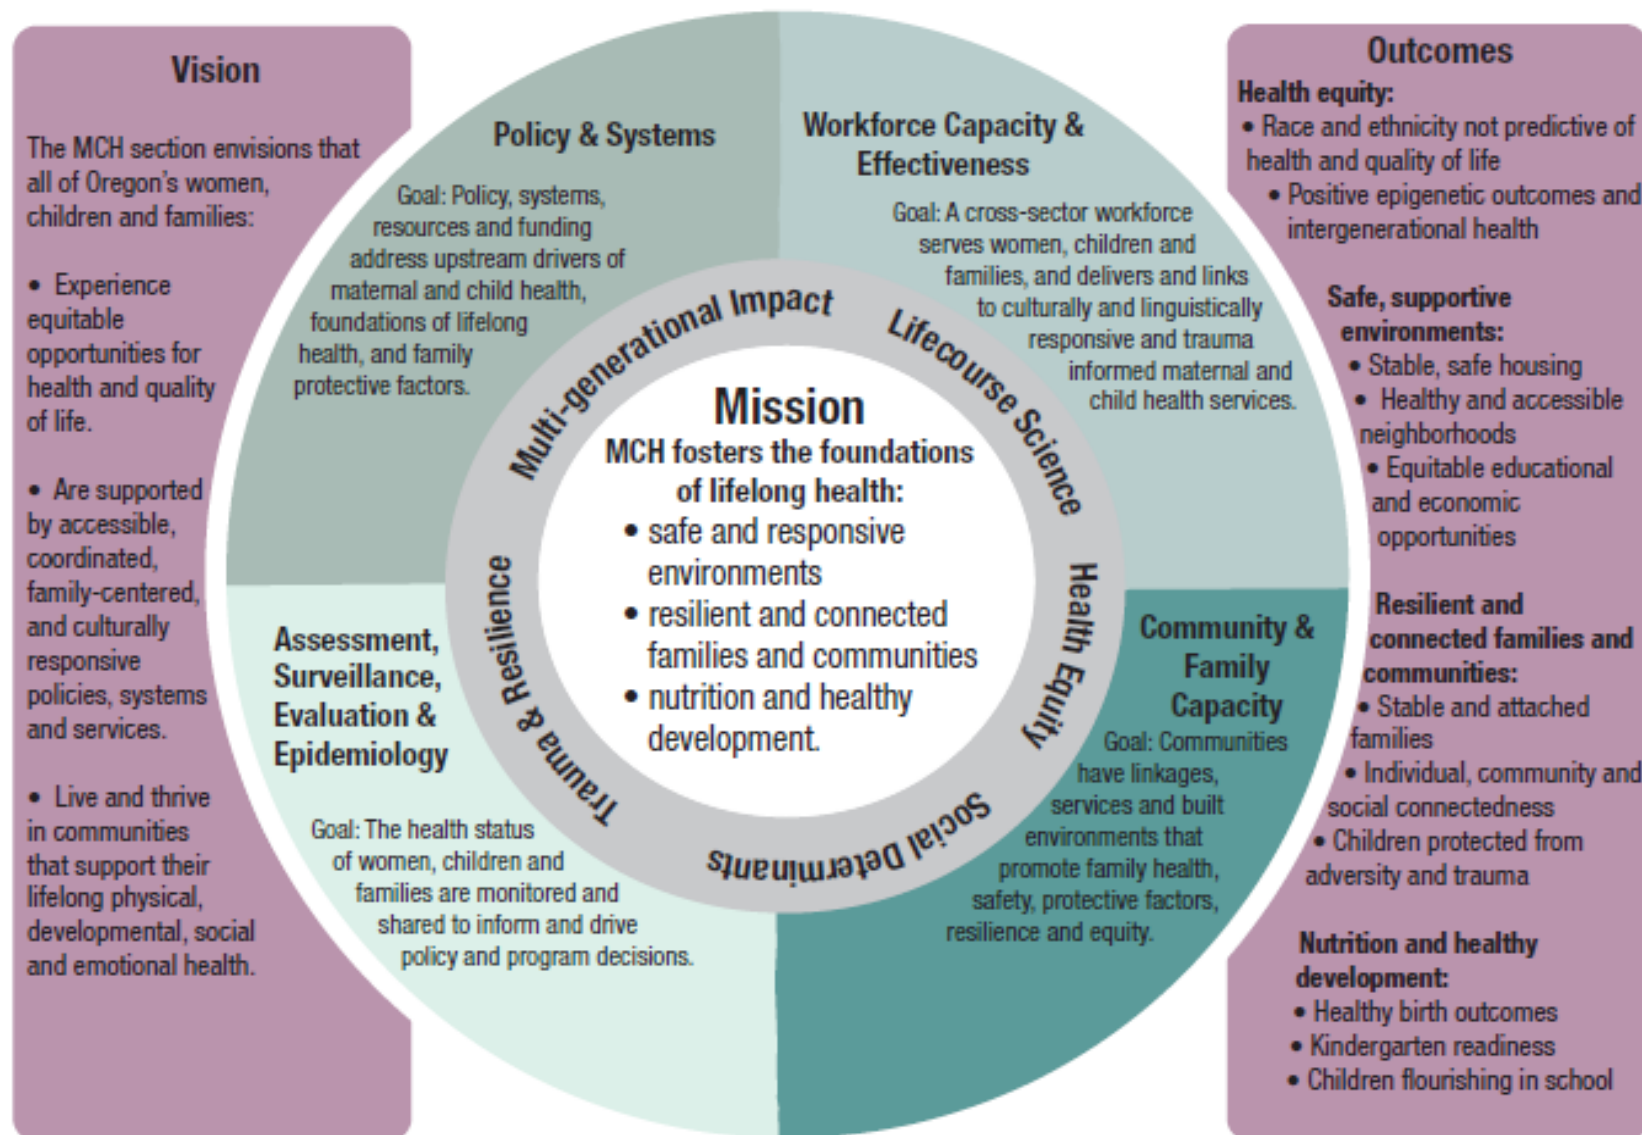 Vision
The MCH section envisions that
all of Oregon's women,
children and families:
• Experience
equitable
opportunities for
health and quality
of life.
• Are supported
by accessible,
coordinated,
family-centered,
and culturally
responsive
policies, systems
and services.
• Live and thrive
in communities
that support their
lifelong physical,
developmental, social
and emotional health.
Policy & Systems
Goal: Policy, systems,
resources and funding
address upstream drivers of
maternal and child health,
foundations of lifelong
health, and family
protective factors.
Workforce Capacity &
Effectiveness
Goal: A cross-sector workforce
serves women, children and
families, and delivers and links
to culturally and linguistically
responsive and trauma
informed maternal and
child health services.
Multi-generational Impact
Lifecourse Science
Health Equity
Social Determinants
Trauma & Resilience
Mission
MCH fosters the foundations
of lifelong health:
• safe and responsive
environments
• resilient and connected
families and communities
• nutrition and healthy
development.
Assessment,
Surveillance,
Evaluation &
Epidemiology
Goal: The health status
of women, children and
families are monitored and
shared to inform and drive
policy and program decisions.
Community &
Family
Capacity
Goal: Communities
have linkages,
services and built
environments that
promote family health,
safety, protective factors,
resilience and equity.
Outcomes
Health equity:
• Race and ethnicity not predictive of
health and quality of life
• Positive epigenetic outcomes and
intergenerational health
Safe, supportive
environments:
• Stable, safe housing
• Healthy and accessible
neighborhoods
• Equitable educational
and economic
opportunities
Resilient and
connected families and
communities:
• Stable and attached
families
• Individual, community and
social connectedness
• Children protected from
adversity and trauma
Nutrition and healthy
development:
• Healthy birth outcomes
• Kindergarten readiness
• Children flourishing in school